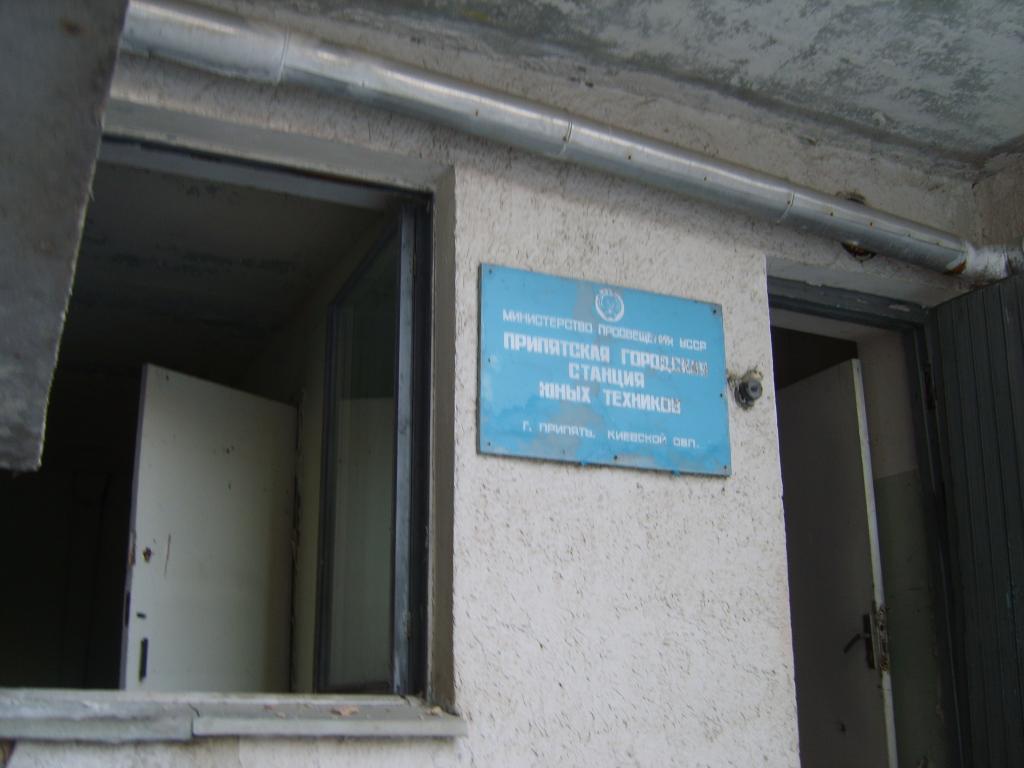 МИНИСТЕРСТВО ПРОСВЕЩЕНИЯ УССР
ПРИПЯТСКАЯ ГОРОДСКАЯ
СТАНЦИЯ
ЮНЫХ ТЕХНИКОВ
Г. ПРИПЯТЬ, КИЕВСКОЙ ОБЛ.